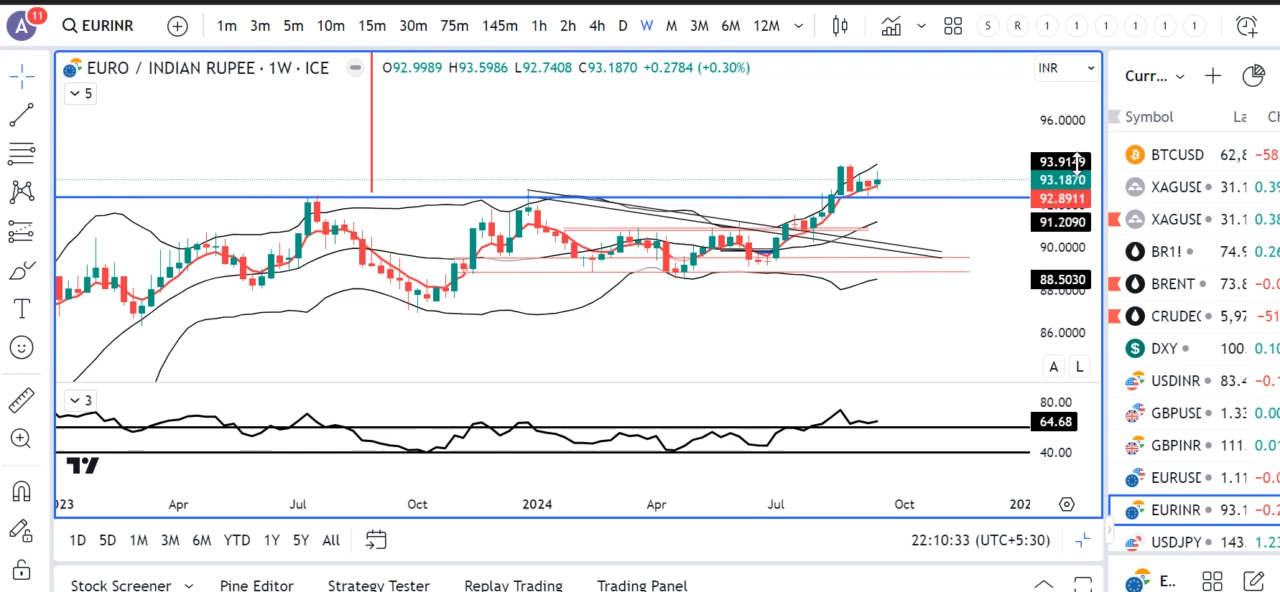 A 11 EURINR 1m 3m 5m 10m 15m 30m 75m 145m 1h 2h 4h D W M 3M 6M 12M S R 1 1 1 1 1 1
EURO / INDIAN RUPEE · 1W · ICE O92.9989 H93.5986 L92.7408 C93.1870 +0.2784 (+0.30%) INR
5
96.0000
93.1870
92.8911
91.2090
90.0000
88.5030
88.0000
86.0000
A L
3
80.00
64.68
40.00
Apr Jul Oct 2024 Apr Jul Oct
1D 5D 1M 3M 6M YTD 1Y 5Y All 22:10:33 (UTC+5:30)
Stock Screener Pine Editor Strategy Tester Replay Trading Trading Panel
Curr...
Symbol
BTCUSD 62,8 −58
XAGUSD 31.1 0.39
XAGUSD 31.1 0.38
BR1! 74.9 0.26
BRENT 73.8 −0.0
CRUDEO 5,97 −51
DXY 100. 0.10
USDINR 83.4 −0.1
GBPUSD 1.33 0.00
GBPINR 111. 0.01
EURUSD 1.11 −0.0
EURINR 93.1 −0.2
USDJPY 143. 1.23
E..